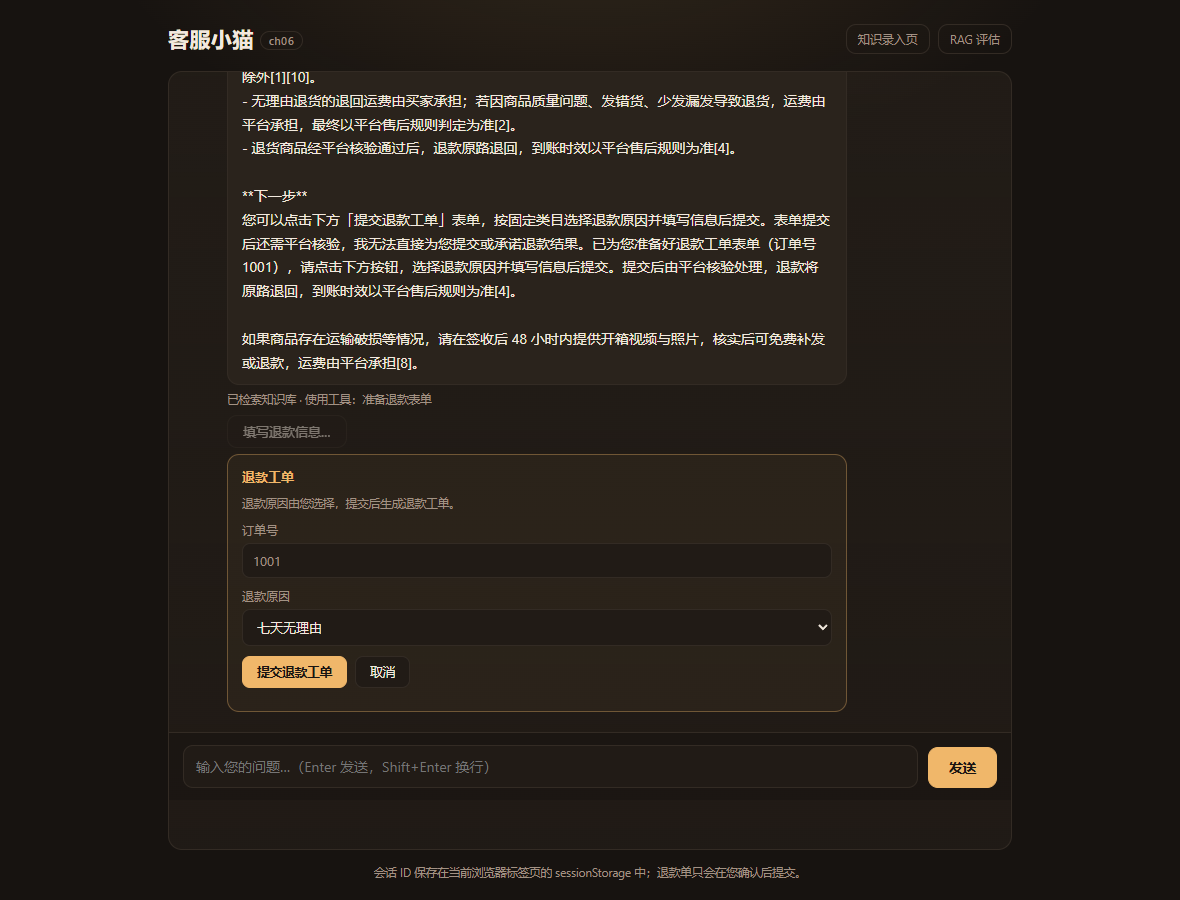 客服小猫 ch06
知识录入页 RAG 评估
除外[1][10]。
- 无理由退货的退回运费由买家承担；若因商品质量问题、发错货、少发漏发导致退货，运费由
平台承担，最终以平台售后规则判定为准[2]。
- 退货商品经平台核验通过后，退款原路退回，到账时效以平台售后规则为准[4]。
**下一步**
您可以点击下方「提交退款工单」表单，按固定类目选择退款原因并填写信息后提交。表单提交
后还需平台核验，我无法直接为您提交或承诺退款结果。已为您准备好退款工单表单（订单号
1001），请点击下方按钮，选择退款原因并填写信息后提交。提交后由平台核验处理，退款将
原路退回，到账时效以平台售后规则为准[4]。
如果商品存在运输破损等情况，请在签收后 48 小时内提供开箱视频与照片，核实后可免费补发
或退款，运费由平台承担[8]。
已检索知识库 · 使用工具：准备退款表单
填写退款信息...
退款工单
退款原因由您选择，提交后生成退款工单。
订单号
1001
退款原因
七天无理由
提交退款工单 取消
输入您的问题...（Enter 发送，Shift+Enter 换行）
发送
会话 ID 保存在当前浏览器标签页的 sessionStorage 中；退款单只会在您确认后提交。